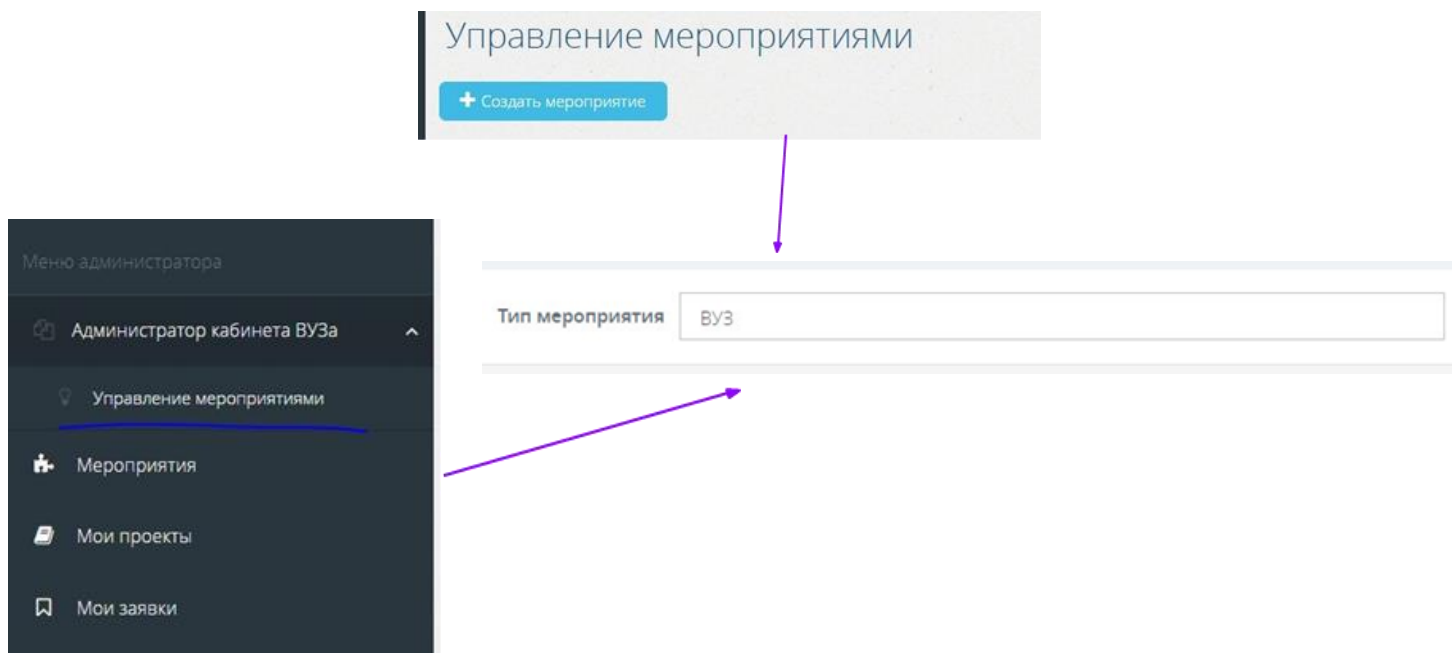 Управление мероприятиями
Создать мероприятие
Меню администратора
Администратор кабинета ВУЗа
Управление мероприятиями
Мероприятия
Мои проекты
Мои заявки
Тип мероприятия ВУЗ